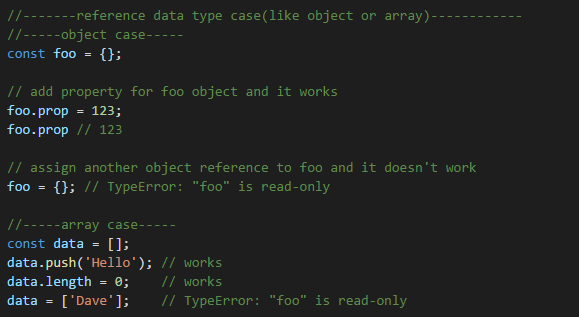 //-------reference data type case(like object or array)------------
//-----object case-----
const foo = {};
// add property for foo object and it works
foo.prop = 123;
foo.prop // 123
// assign another object reference to foo and it doesn't work
foo = {}; // TypeError: "foo" is read-only
//-----array case-----
const data = [];
data.push('Hello'); // works
data.length = 0;    // works
data = ['Dave'];    // TypeError: "foo" is read-only